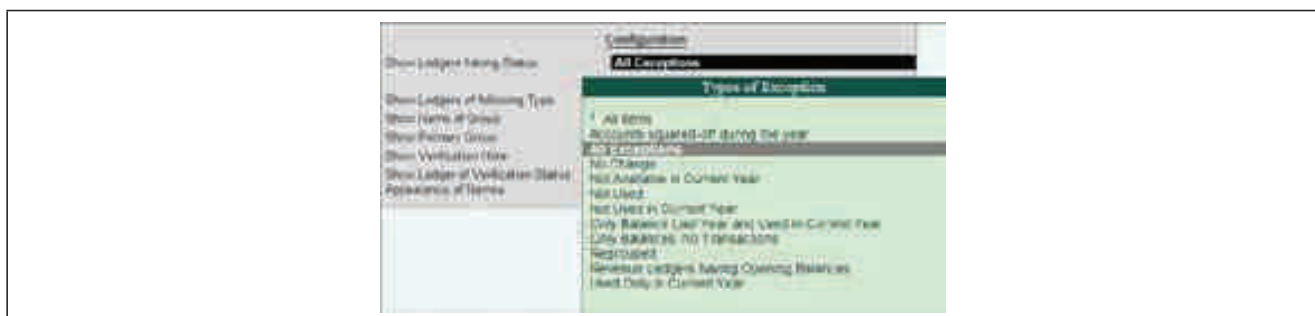 Configuration
Show Ledgers having Status All Exceptions
Types of Exception
Show Ledgers of following Type
Show Name of Group
Show Primary Group
Show Verification Note
Show Ledger of Verification Status
Appearance of Names
* All Items
Accounts squared-off during the year
All Exceptions
No Change
Not Available in Current Year
Not Used
Not Used in Current Year
Only Balance Last Year and Used in Current Year
Only Balances, no Transactions
Regrouped
Revenue Ledgers having Opening Balances
Used Only in Current Year